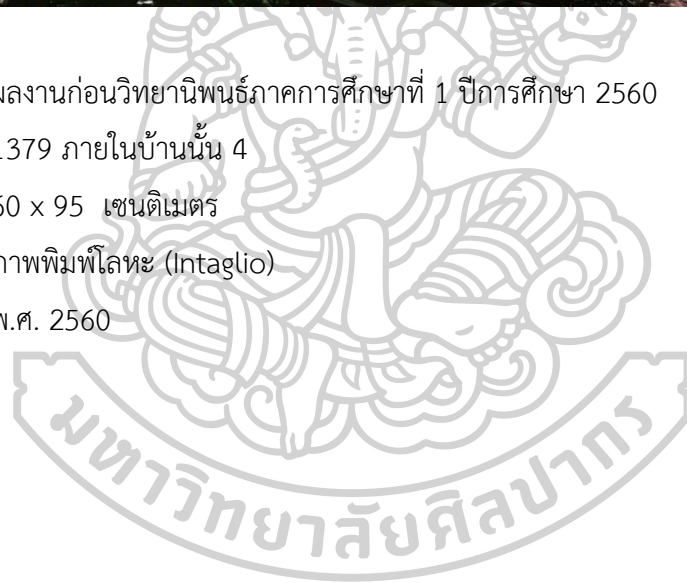 ผลงานก่อนวิทยานิพนธ์ภาคการศึกษาที่ 1 ปีการศึกษา 2560
1379 ภายในบ้านนั้น 4
60 x 95 เซนติเมตร
ภาพพิมพ์โลหะ (Intaglio)
พ.ศ. 2560
มหาวิทยาลัยศิลปากร